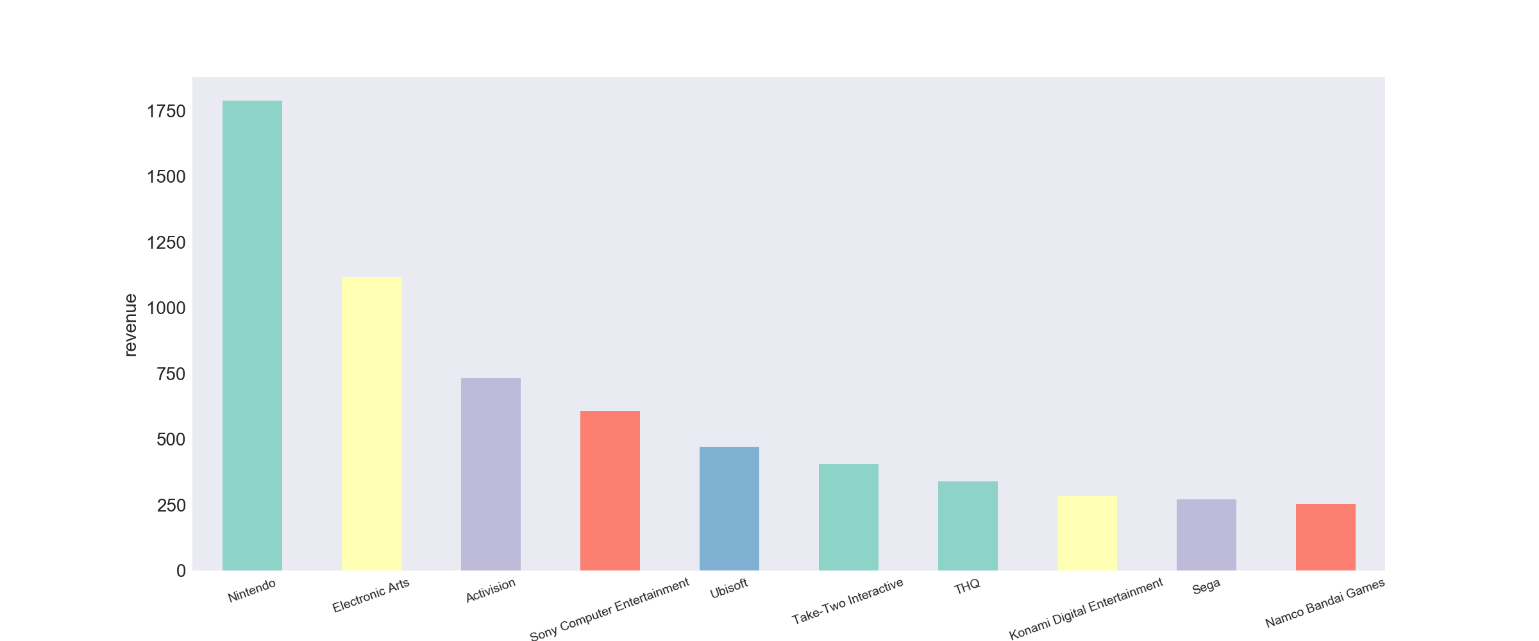 1750
1500
1250
1000
750
500
250
0
revenue
Nintendo
Electronic Arts
Activision
Sony Computer Entertainment
Ubisoft
Take-Two Interactive
THQ
Konami Digital Entertainment
Sega
Namco Bandai Games